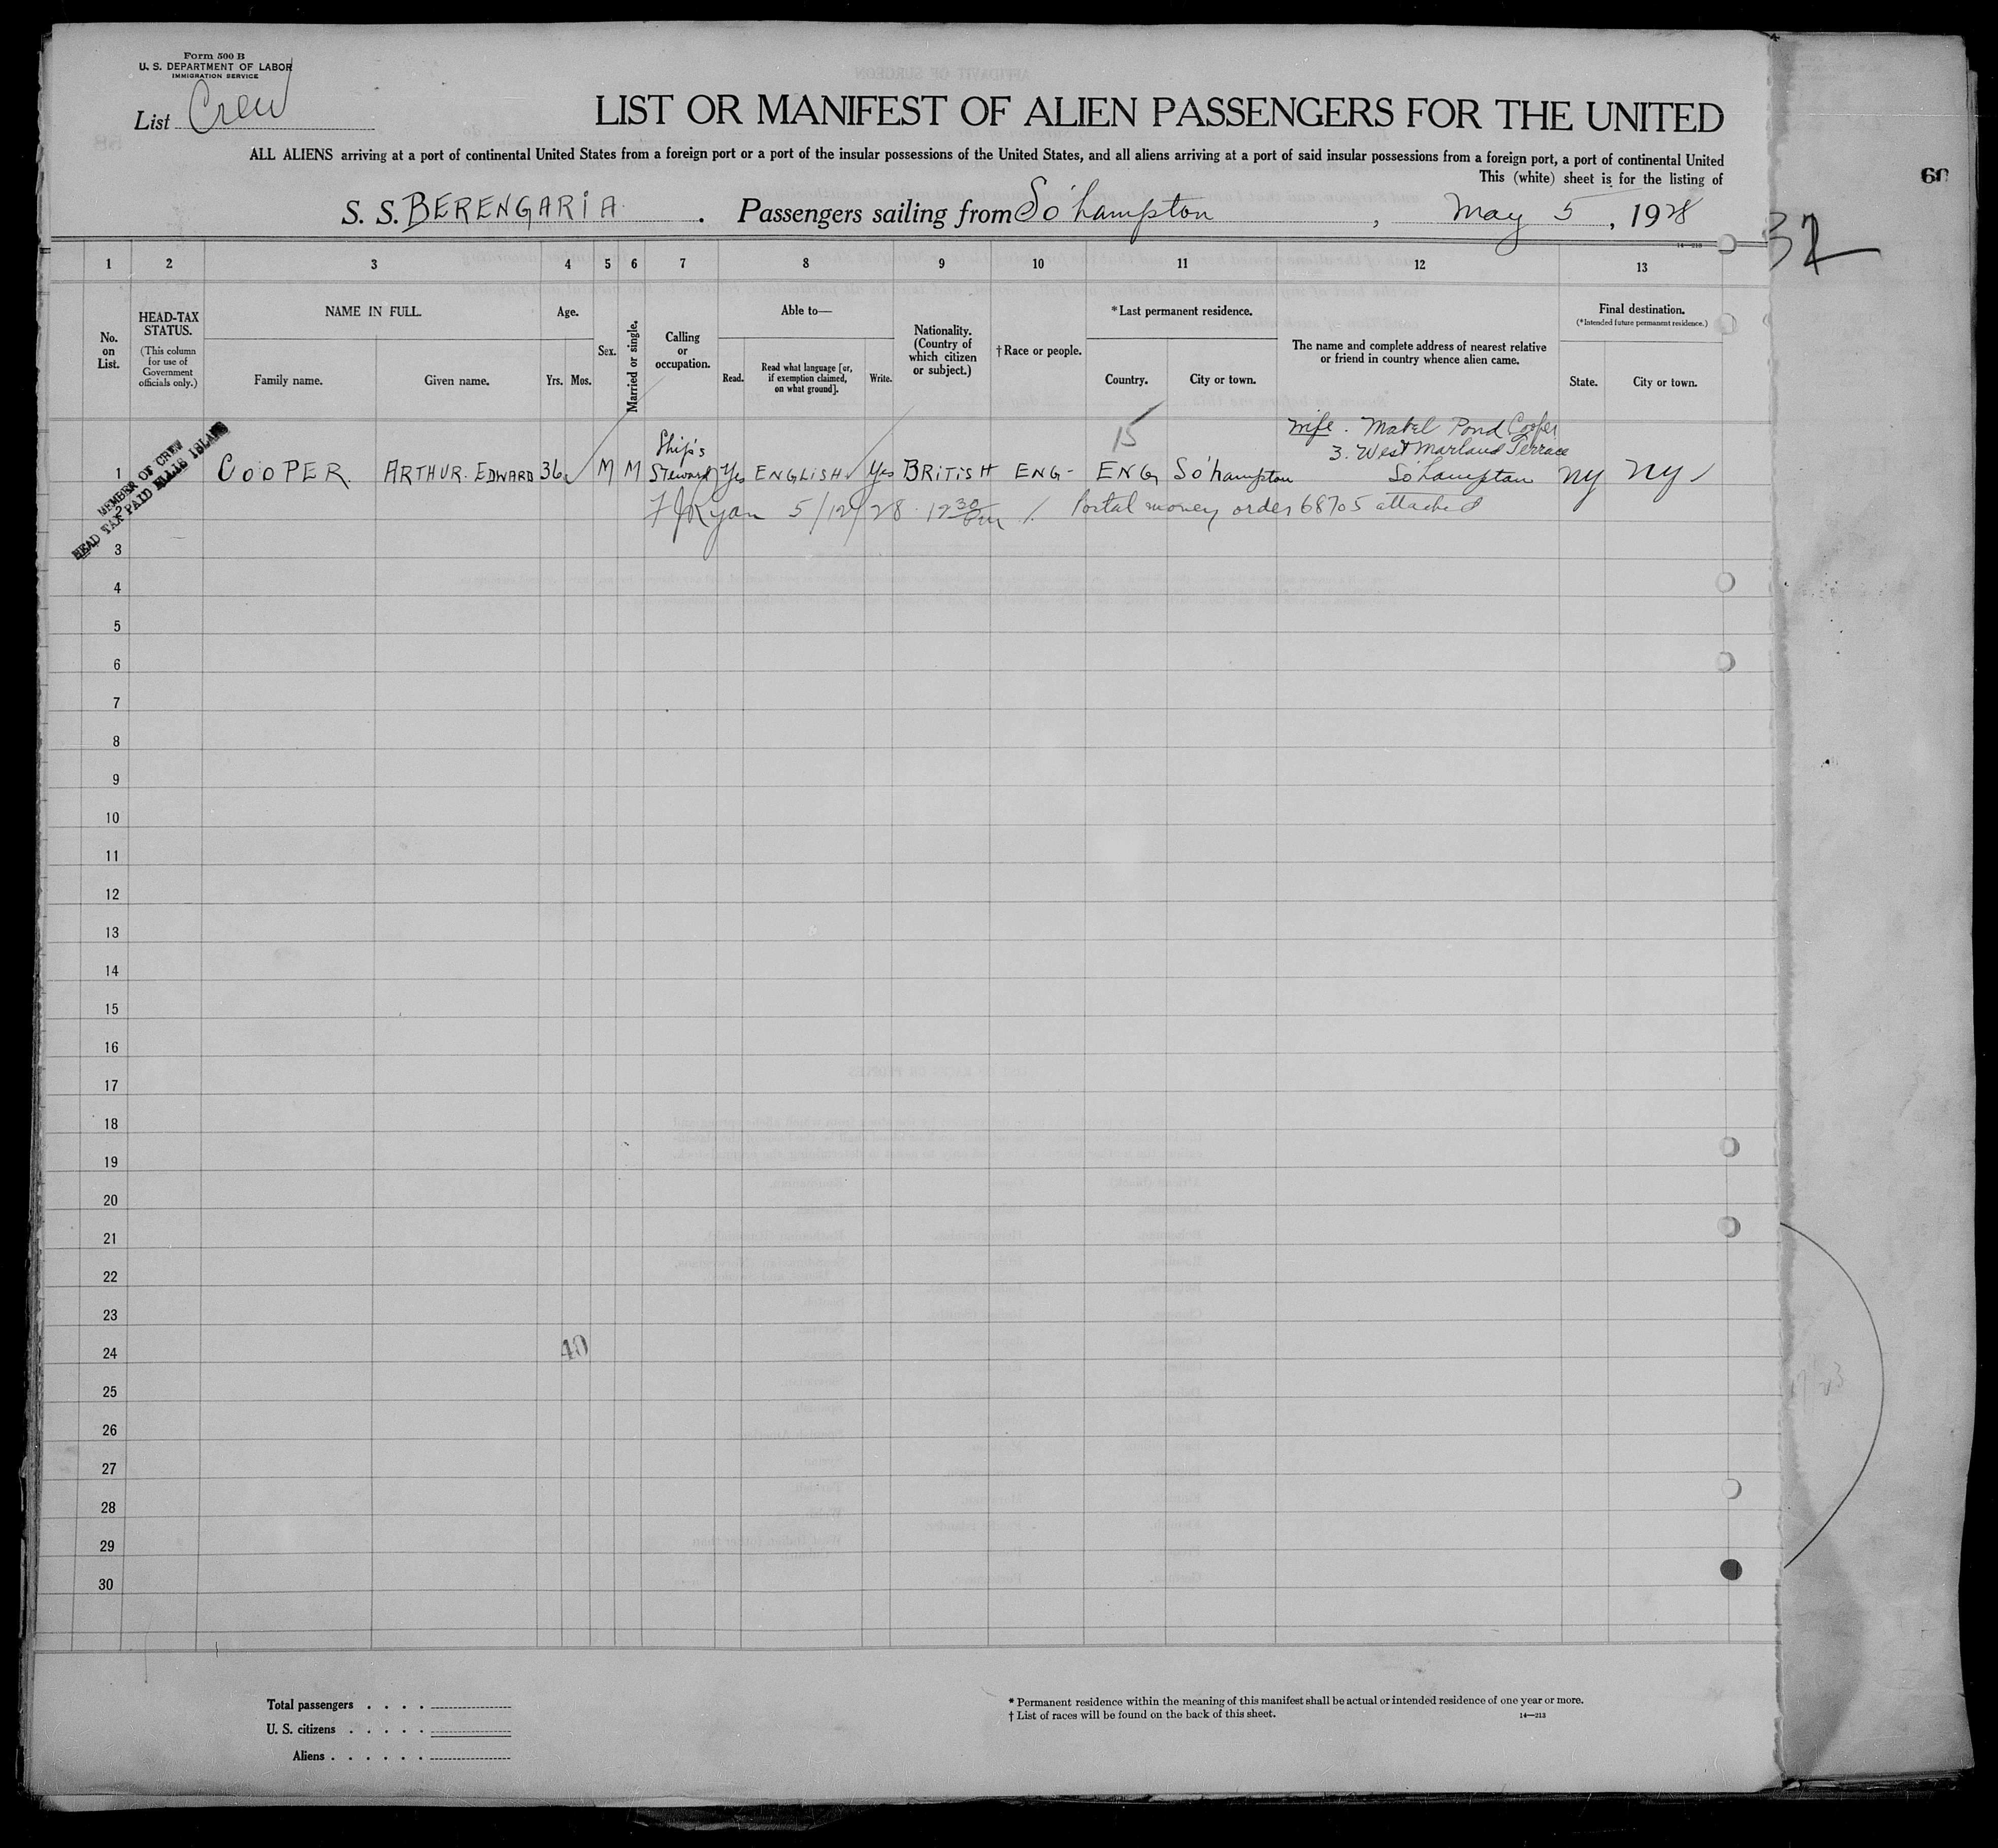 Form 500 B
U. S. DEPARTMENT OF LABOR
IMMIGRATION SERVICE
List Crew
LIST OR MANIFEST OF ALIEN PASSENGERS FOR THE UNITED
ALL ALIENS arriving at a port of continental United States from a foreign port or a port of the insular possessions of the United States, and all aliens arriving at a port of said insular possessions from a foreign port, a port of continental United
This (white) sheet is for the listing of
60
S. S. BERENGARIA . Passengers sailing from So'hampton , May 5 , 1928
32
14—213
1 2 3 4 5 6 7 8 9 10 11 12 13
No. on List.
HEAD-TAX STATUS.
(This column for use of Government officials only.)
NAME IN FULL.
Family name. Given name.
Age.
Yrs. Mos.
Sex.
Married or single.
Calling or occupation.
Able to—
Read. Read what language [or, if exemption claimed, on what ground]. Write.
Nationality. (Country of which citizen or subject.)
†Race or people.
*Last permanent residence.
Country. City or town.
The name and complete address of nearest relative or friend in country whence alien came.
Final destination.
(*Intended future permanent residence.)
State. City or town.
MEMBER OF CREW
HEAD TAX PAID ELLIS ISLAND
15
wife. Mabel Pond Cooper
3. West Marland Terrace
1 COOPER. ARTHUR. EDWARD 36 M M Ship's Steward Yes ENGLISH Yes BRITISH ENG- ENG So'hampton So'hampton NY NY
2 F J Ryan 5/12/28 12 30 Pm Postal money order 68705 attached
3
4
5
6
7
8
9
10
11
12
13
14
15
16
17
18
19
20
21
22
23
24
40
25
26
27
28
29
30
Total passengers . . . .
U. S. citizens . . . . .
Aliens . . . . . .
* Permanent residence within the meaning of this manifest shall be actual or intended residence of one year or more.
† List of races will be found on the back of this sheet.
14—213